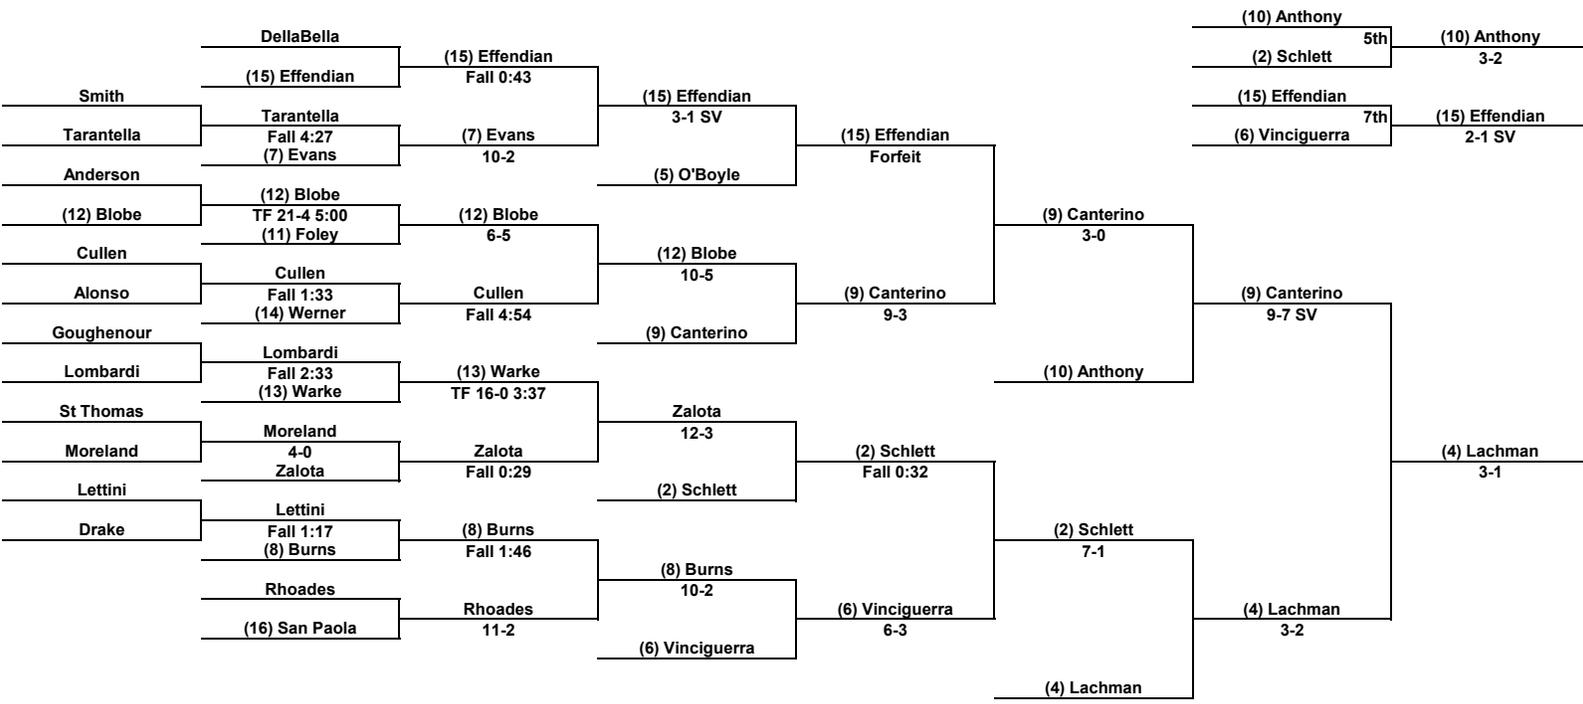 Smith
Tarantella
Anderson
(12) Blobe
Cullen
Alonso
Goughenour
Lombardi
St Thomas
Moreland
Lettini
Drake
DellaBella
(15) Effendian
Tarantella
Fall 4:27
(7) Evans
(12) Blobe
TF 21-4 5:00
(11) Foley
Cullen
Fall 1:33
(14) Werner
Lombardi
Fall 2:33
(13) Warke
Moreland
4-0
Zalota
Lettini
Fall 1:17
(8) Burns
Rhoades
(16) San Paola
(15) Effendian
Fall 0:43
(7) Evans
10-2
(12) Blobe
6-5
Cullen
Fall 4:54
(13) Warke
TF 16-0 3:37
Zalota
Fall 0:29
(8) Burns
Fall 1:46
Rhoades
11-2
(15) Effendian
3-1 SV
(5) O'Boyle
(12) Blobe
10-5
(9) Canterino
Zalota
12-3
(2) Schlett
(8) Burns
10-2
(6) Vinciguerra
(15) Effendian
Forfeit
(9) Canterino
9-3
(2) Schlett
Fall 0:32
(6) Vinciguerra
6-3
(9) Canterino
3-0
(10) Anthony
(2) Schlett
7-1
(4) Lachman
(9) Canterino
9-7 SV
(4) Lachman
3-2
(4) Lachman
3-1
(10) Anthony
5th
(2) Schlett
(10) Anthony
3-2
(15) Effendian
7th
(6) Vinciguerra
(15) Effendian
2-1 SV